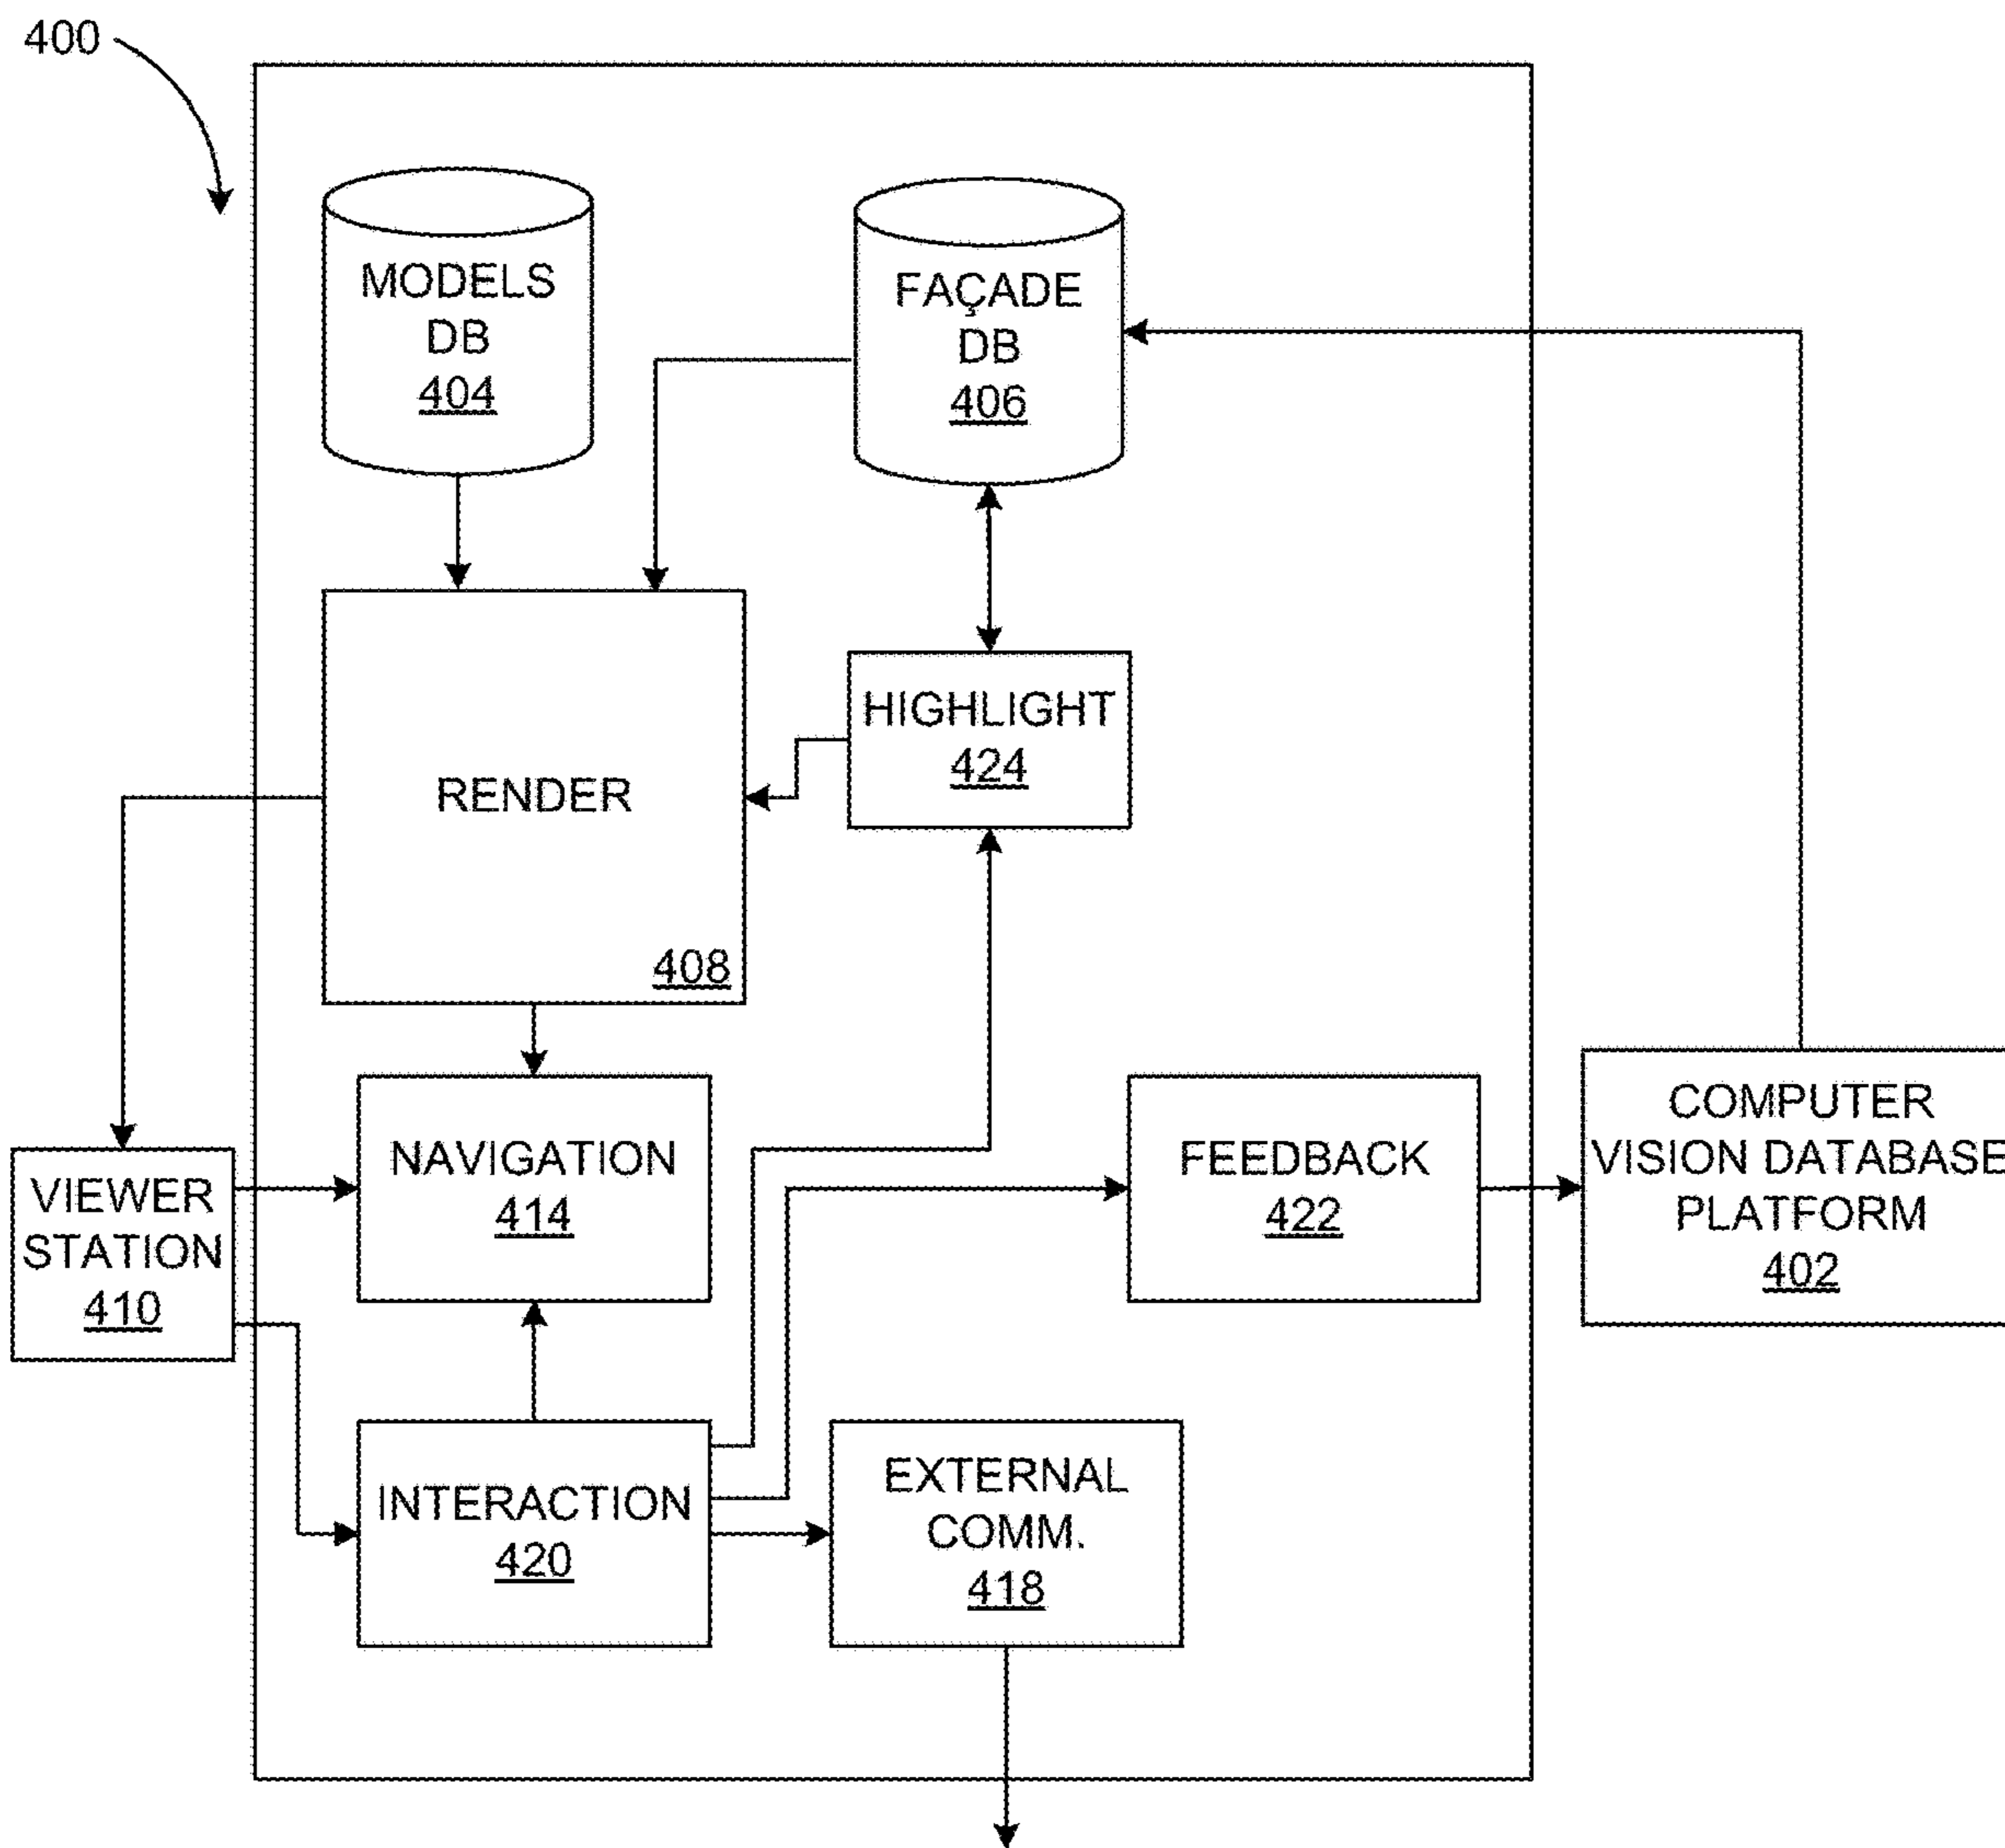 400
MODELS
DB
404
FAÇADE
DB
406
HIGHLIGHT
424
RENDER
408
NAVIGATION
414
FEEDBACK
422
COMPUTER
VISION DATABASE
PLATFORM
402
VIEWER
STATION
410
INTERACTION
420
EXTERNAL
COMM.
418